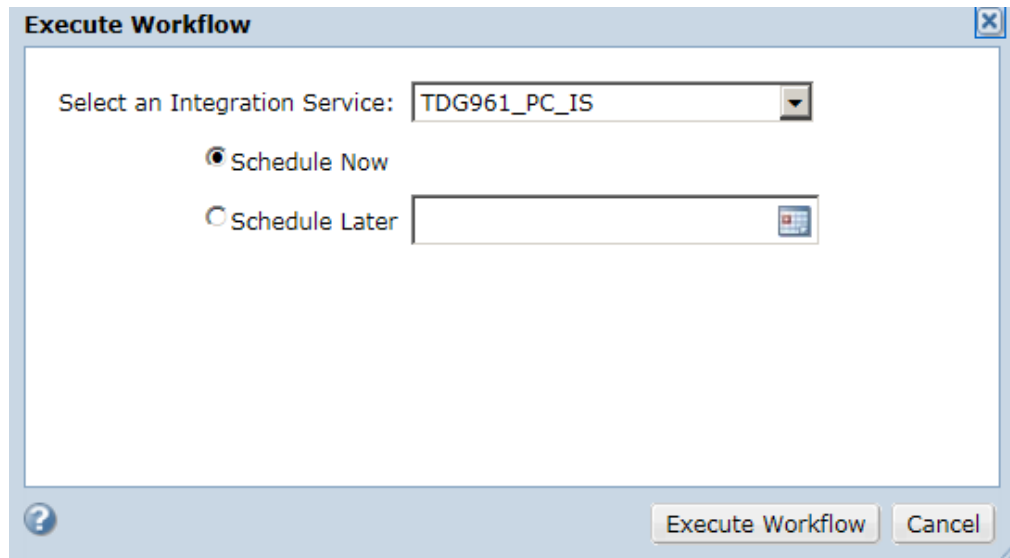 Execute Workflow
Select an Integration Service: TDG961_PC_IS
Schedule Now
Schedule Later
Execute Workflow Cancel